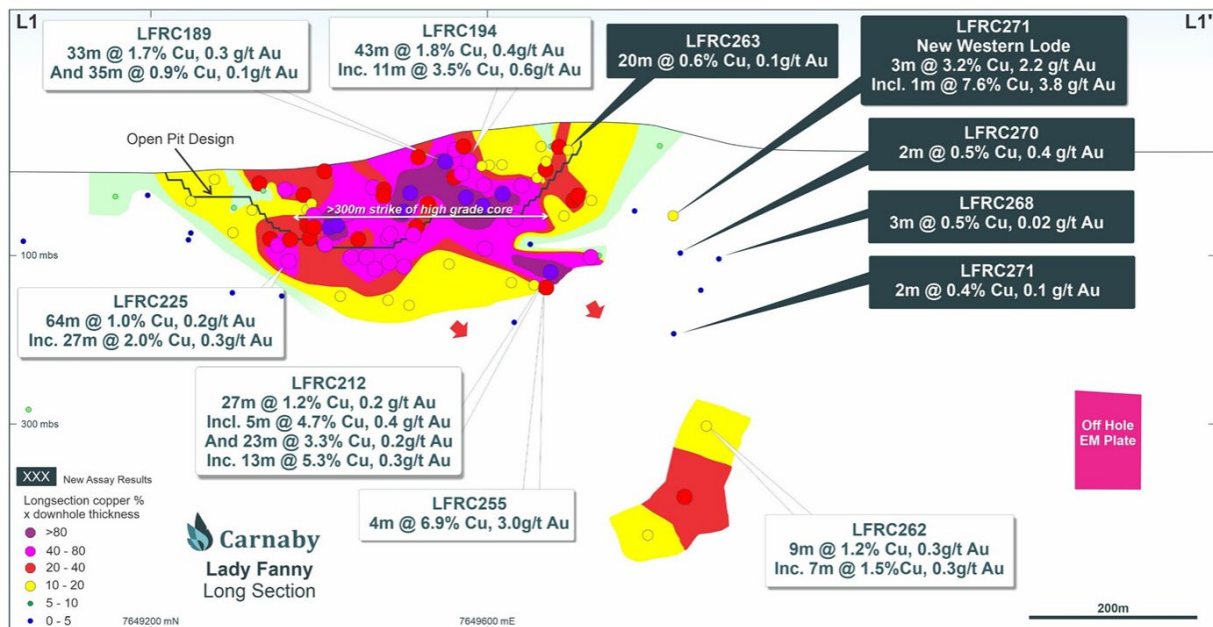 L1
L1'
LFRC189
33m @ 1.7% Cu, 0.3 g/t Au
And 35m @ 0.9% Cu, 0.1g/t Au
LFRC194
43m @ 1.8% Cu, 0.4g/t Au
Inc. 11m @ 3.5% Cu, 0.6g/t Au
LFRC263
20m @ 0.6% Cu, 0.1g/t Au
LFRC271
New Western Lode
3m @ 3.2% Cu, 2.2 g/t Au
Incl. 1m @ 7.6% Cu, 3.8 g/t Au
LFRC270
2m @ 0.5% Cu, 0.4 g/t Au
LFRC268
3m @ 0.5% Cu, 0.02 g/t Au
LFRC271
2m @ 0.4% Cu, 0.1 g/t Au
Open Pit Design
>300m strike of high grade core
100 mbs
LFRC225
64m @ 1.0% Cu, 0.2g/t Au
Inc. 27m @ 2.0% Cu, 0.3g/t Au
LFRC212
27m @ 1.2% Cu, 0.2 g/t Au
Incl. 5m @ 4.7% Cu, 0.4 g/t Au
And 23m @ 3.3% Cu, 0.2g/t Au
Inc. 13m @ 5.3% Cu, 0.3g/t Au
300 mbs
Off Hole
EM Plate
LFRC255
4m @ 6.9% Cu, 3.0g/t Au
LFRC262
9m @ 1.2% Cu, 0.3g/t Au
Inc. 7m @ 1.5%Cu, 0.3g/t Au
XXX New Assay Results
Longsection copper %
x downhole thickness
>80
40 - 80
20 - 40
10 - 20
5 - 10
0 - 5
Carnaby
Lady Fanny
Long Section
7649200 mN
7649600 mE
200m